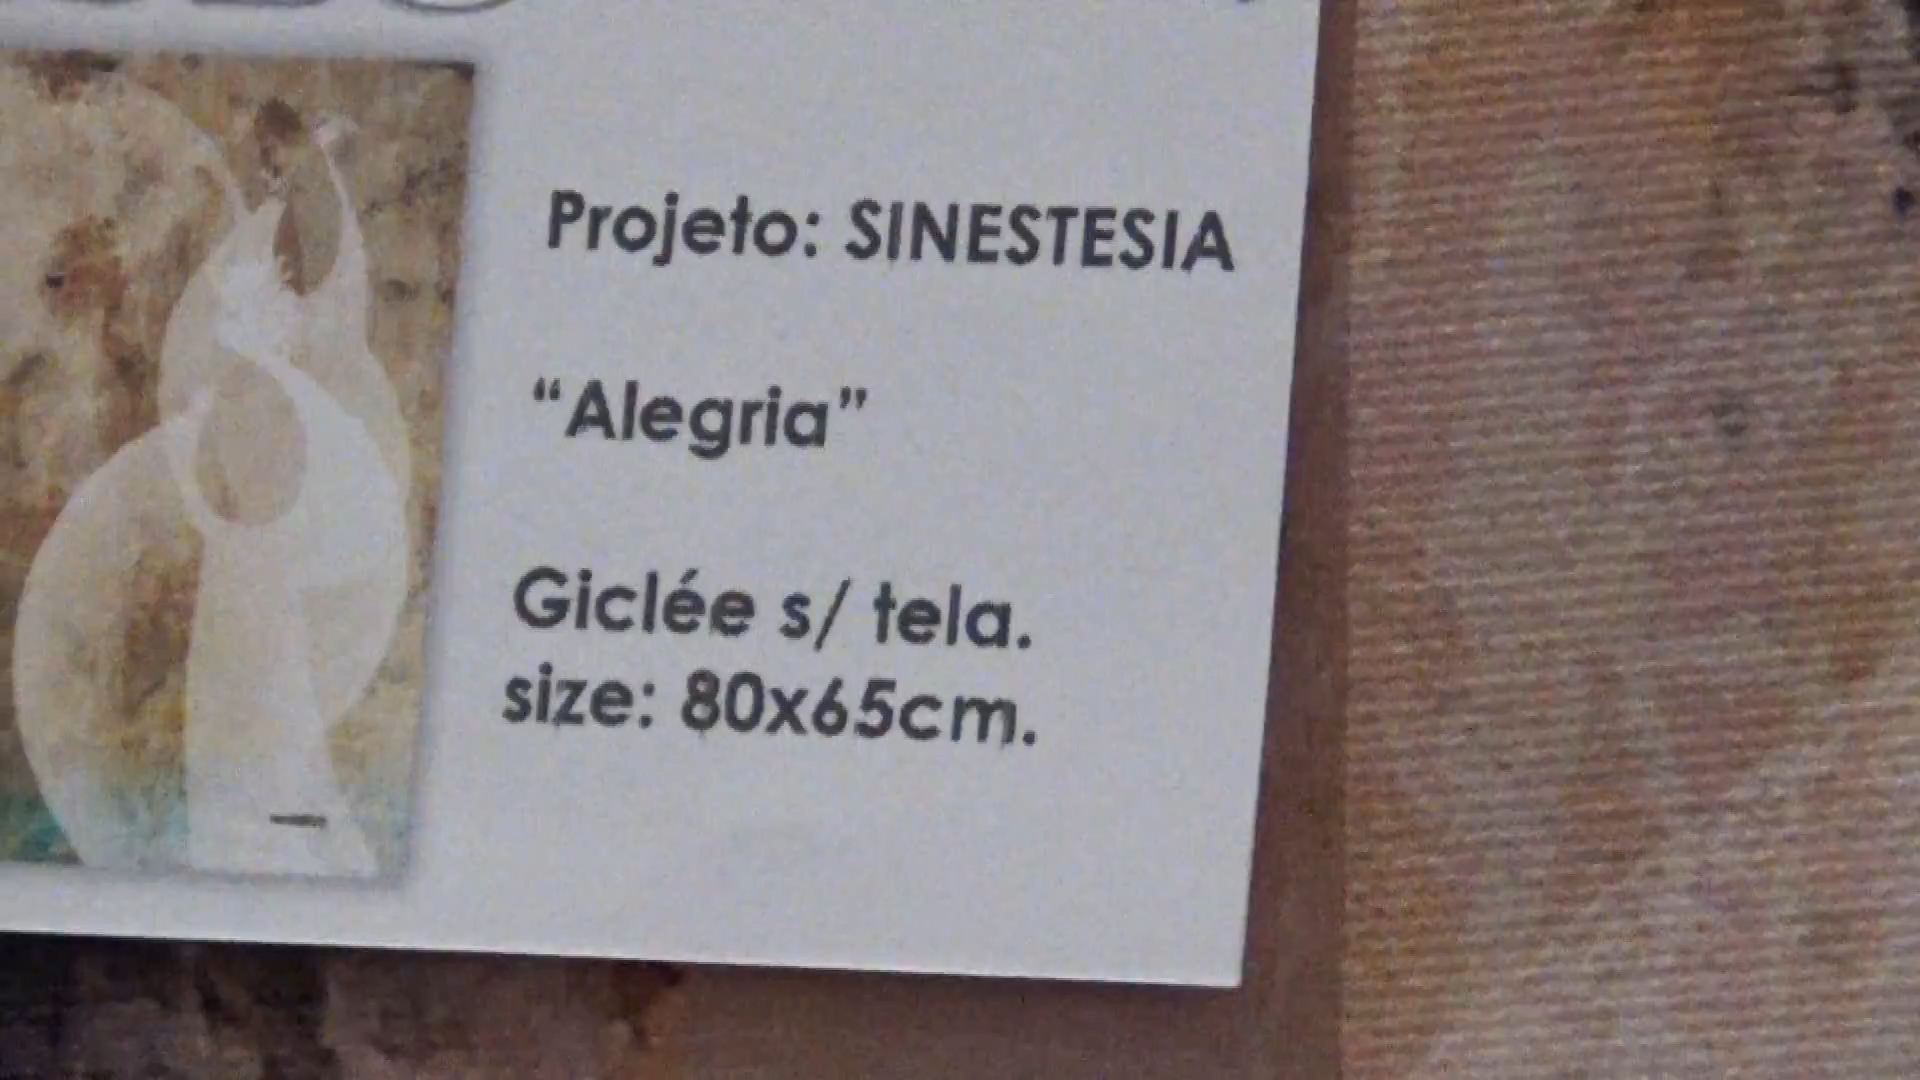 Projeto: SINESTESIA
“Alegria”
Giclée s/ tela.
size: 80x65cm.